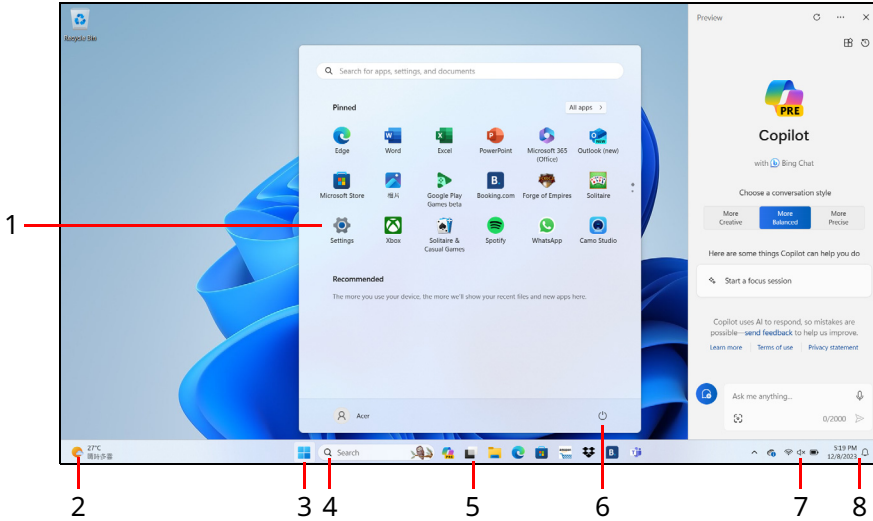 Recycle Bin
Search for apps, settings, and documents
Pinned
All apps >
Edge
Word
Excel
PowerPoint
Microsoft 365
(Office)
Outlook (new)
Microsoft Store
相片
Google Play
Games beta
Booking.com
Forge of Empires
Solitaire
Settings
Xbox
Solitaire &
Casual Games
Spotify
WhatsApp
Camo Studio
Recommended
The more you use your device, the more we'll show your recent files and new apps here.
Acer
Preview
PRE
Copilot
with Bing Chat
Choose a conversation style
More
Creative
More
Balanced
More
Precise
Here are some things Copilot can help you do
Start a focus session
Copilot uses AI to respond, so mistakes are
possible—send feedback to help us improve.
Learn more
Terms of use
Privacy statement
Ask me anything...
0/2000
27°C
晴時多雲
Search
5:19 PM
12/8/2023
1
2
3
4
5
6
7
8